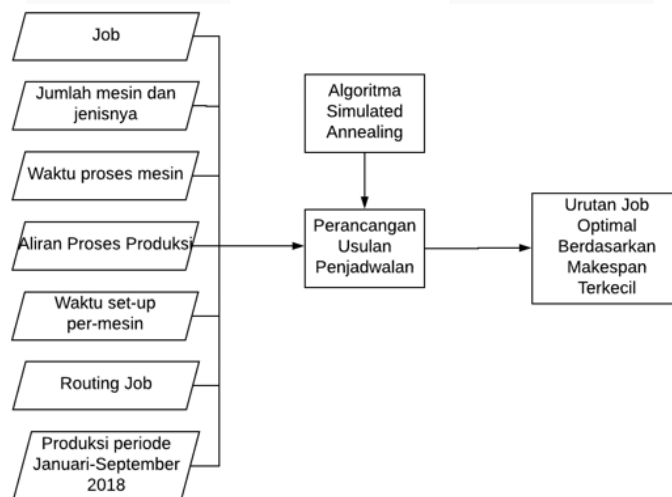 Job
Jumlah mesin dan
jenisnya
Waktu proses mesin
Aliran Proses Produksi
Waktu set-up
per-mesin
Routing Job
Produksi periode
Januari-September
2018
Algoritma
Simulated
Annealing
Perancangan
Usulan
Penjadwalan
Urutan Job
Optimal
Berdasarkan
Makespan
Terkecil